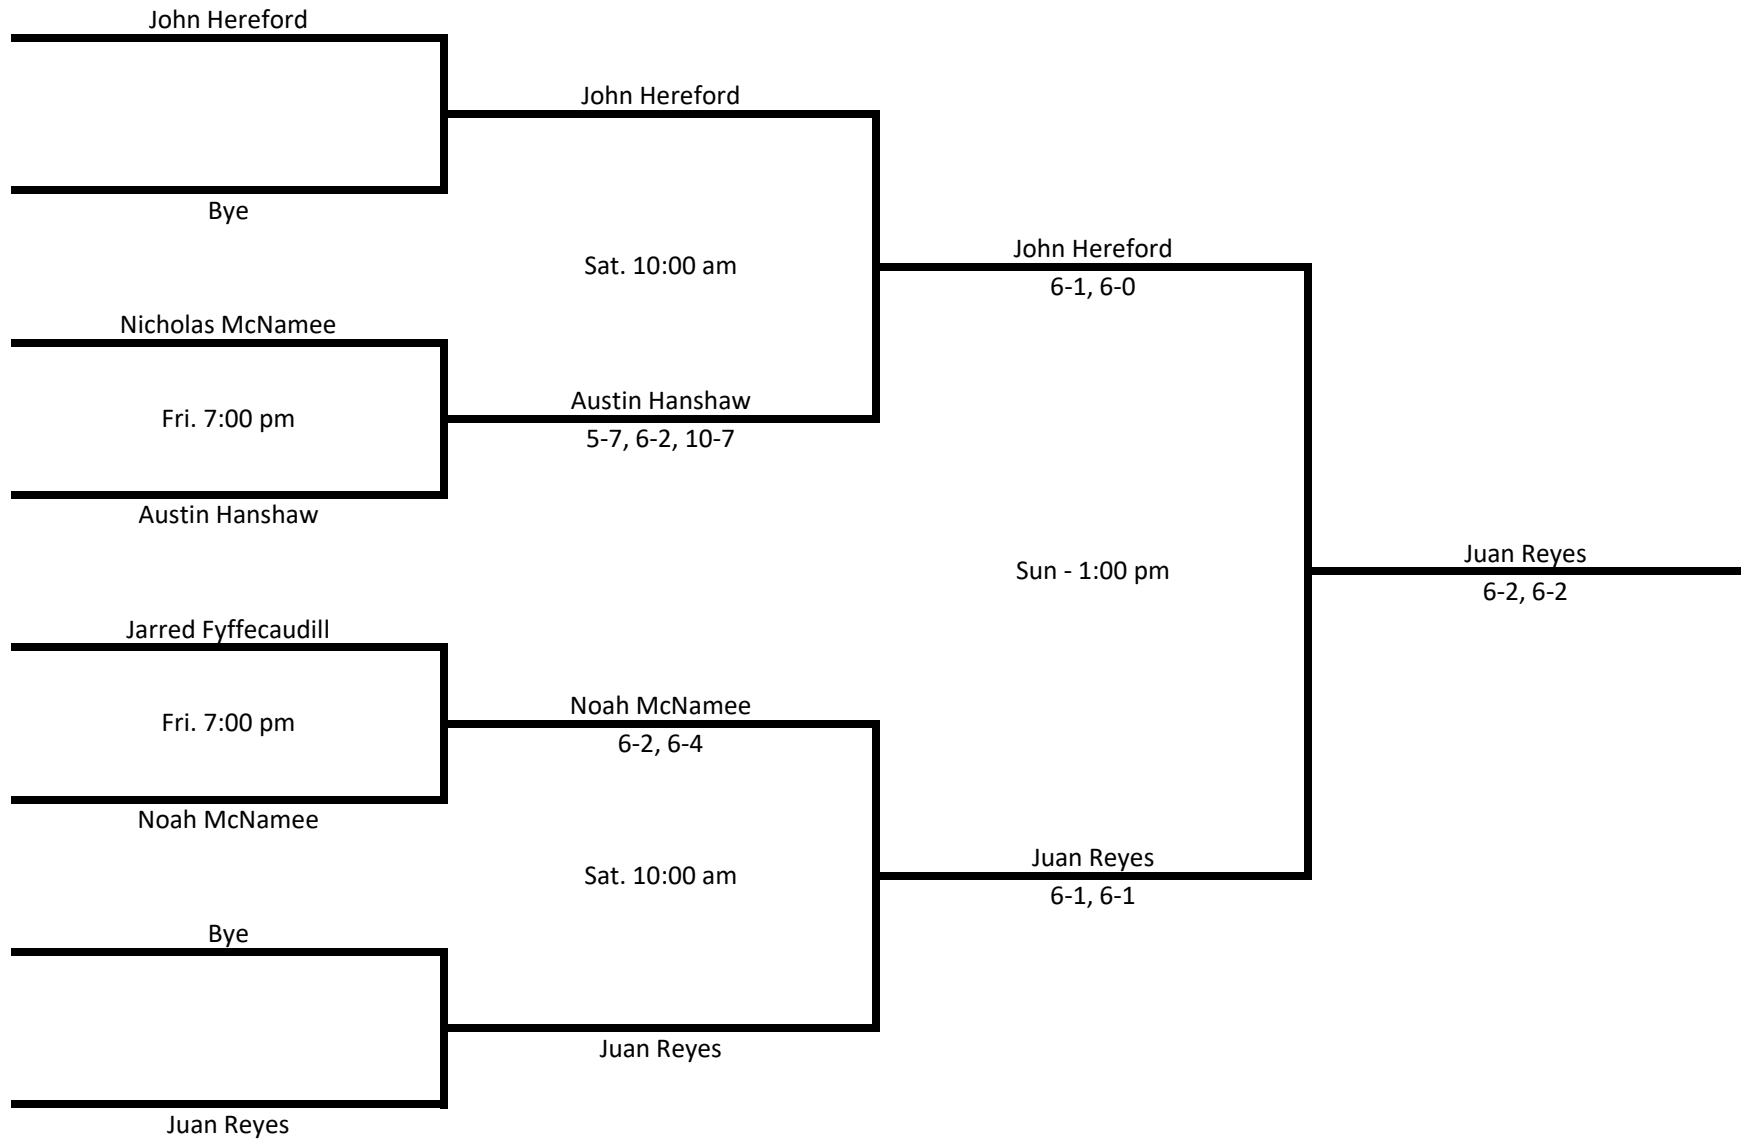 John Hereford
John Hereford
Bye
Sat. 10:00 am
John Hereford
6-1, 6-0
Nicholas McNamee
Fri. 7:00 pm
Austin Hanshaw
5-7, 6-2, 10-7
Austin Hanshaw
Sun - 1:00 pm
Juan Reyes
6-2, 6-2
Jarred Fyffecaudill
Fri. 7:00 pm
Noah McNamee
6-2, 6-4
Noah McNamee
Sat. 10:00 am
Juan Reyes
6-1, 6-1
Bye
Juan Reyes
Juan Reyes